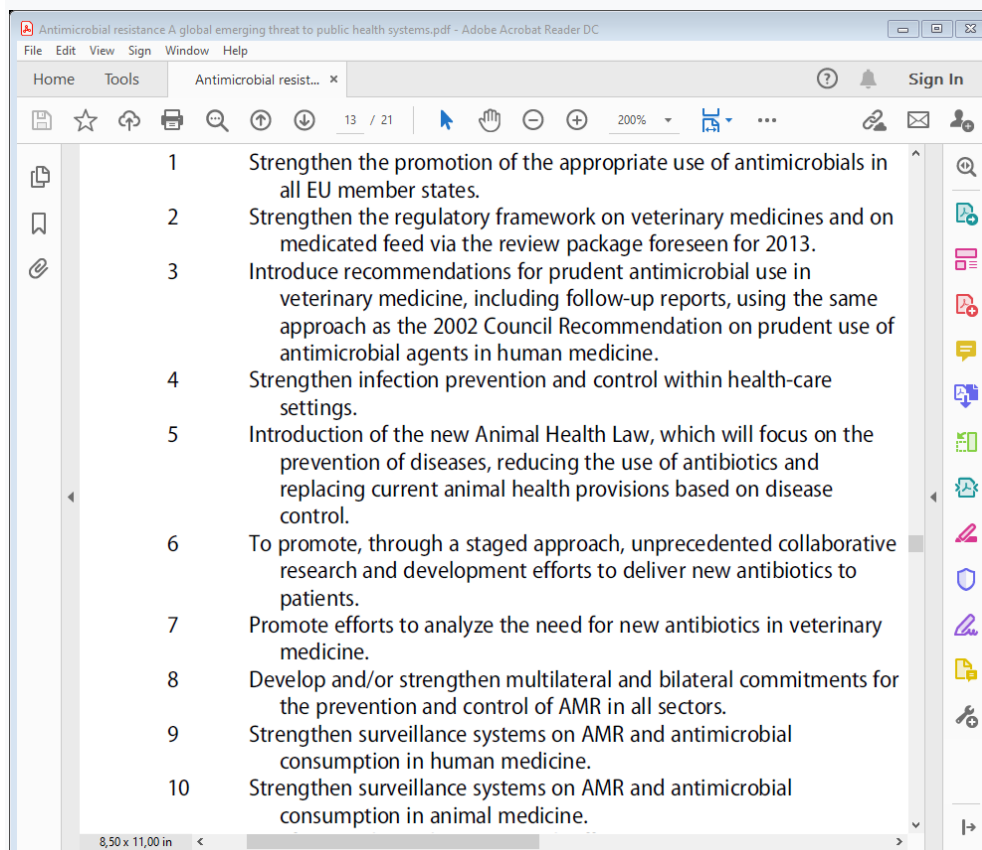 Antimicrobial resistance A global emerging threat to public health systems.pdf - Adobe Acrobat Reader DC
File Edit View Sign Window Help
Home Tools Antimicrobial resist... × Sign In
13 / 21 200%
1 Strengthen the promotion of the appropriate use of antimicrobials in
all EU member states.
2 Strengthen the regulatory framework on veterinary medicines and on
medicated feed via the review package foreseen for 2013.
3 Introduce recommendations for prudent antimicrobial use in
veterinary medicine, including follow-up reports, using the same
approach as the 2002 Council Recommendation on prudent use of
antimicrobial agents in human medicine.
4 Strengthen infection prevention and control within health-care
settings.
5 Introduction of the new Animal Health Law, which will focus on the
prevention of diseases, reducing the use of antibiotics and
replacing current animal health provisions based on disease
control.
6 To promote, through a staged approach, unprecedented collaborative
research and development efforts to deliver new antibiotics to
patients.
7 Promote efforts to analyze the need for new antibiotics in veterinary
medicine.
8 Develop and/or strengthen multilateral and bilateral commitments for
the prevention and control of AMR in all sectors.
9 Strengthen surveillance systems on AMR and antimicrobial
consumption in human medicine.
10 Strengthen surveillance systems on AMR and antimicrobial
consumption in animal medicine.
8,50 x 11,00 in